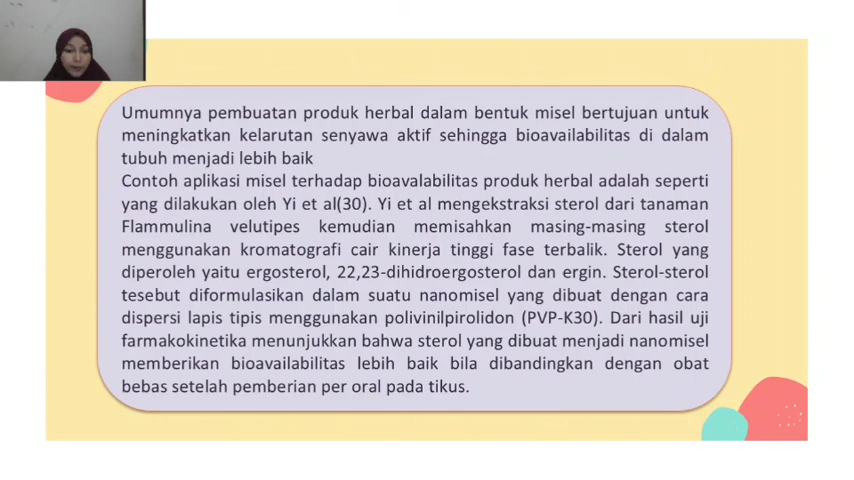 Umumnya pembuatan produk herbal dalam bentuk misel bertujuan untuk
meningkatkan kelarutan senyawa aktif sehingga bioavailabilitas di dalam
tubuh menjadi lebih baik
Contoh aplikasi misel terhadap bioavalabilitas produk herbal adalah seperti
yang dilakukan oleh Yi et al(30). Yi et al mengekstraksi sterol dari tanaman
Flammulina velutipes kemudian memisahkan masing-masing sterol
menggunakan kromatografi cair kinerja tinggi fase terbalik. Sterol yang
diperoleh yaitu ergosterol, 22,23-dihidroergosterol dan ergin. Sterol-sterol
tesebut diformulasikan dalam suatu nanomisel yang dibuat dengan cara
dispersi lapis tipis menggunakan polivinilpirolidon (PVP-K30). Dari hasil uji
farmakokinetika menunjukkan bahwa sterol yang dibuat menjadi nanomisel
memberikan bioavailabilitas lebih baik bila dibandingkan dengan obat
bebas setelah pemberian per oral pada tikus.